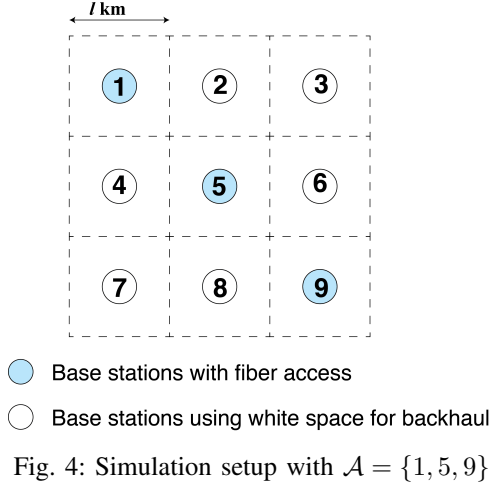 l km
1 2 3
4 5 6
7 8 9
Base stations with fiber access
Base stations using white space for backhaul
Fig. 4: Simulation setup with 𝒜 = {1, 5, 9}